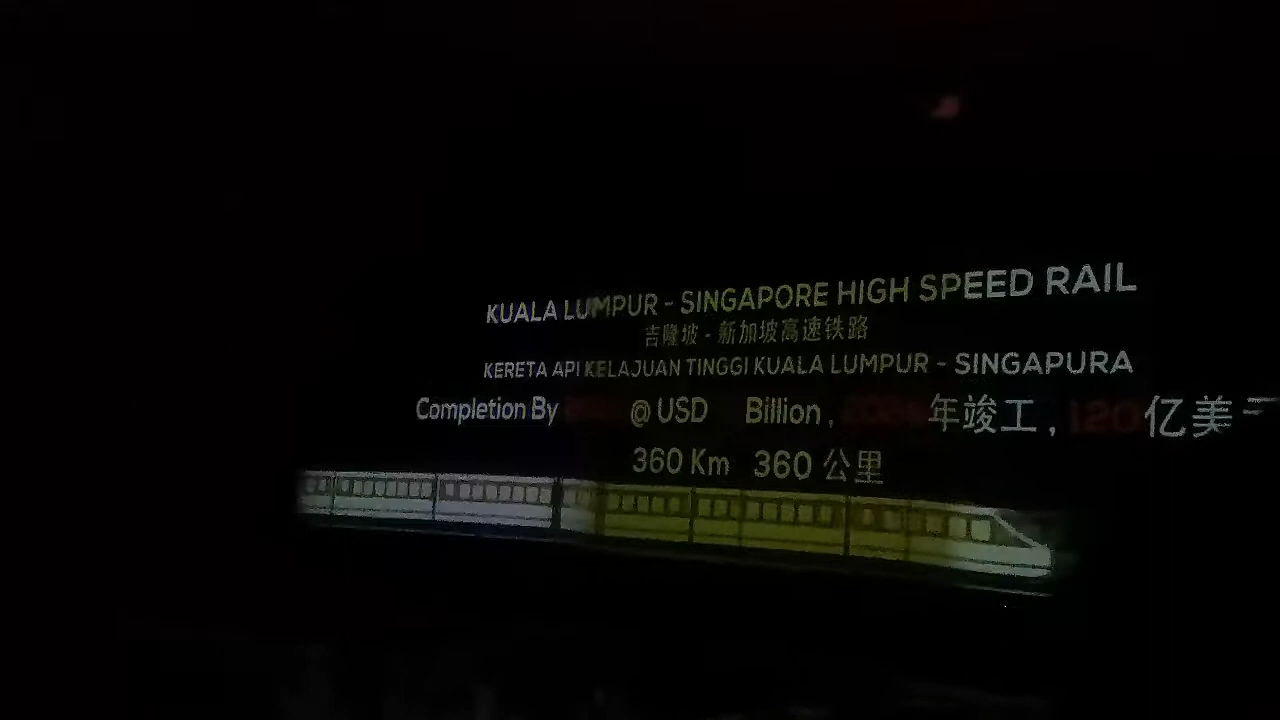 KUALA LUMPUR - SINGAPORE HIGH SPEED RAIL
吉隆坡 - 新加坡高速铁路
KERETA API KELAJUAN TINGGI KUALA LUMPUR - SINGAPURA
Completion By @ USD Billion , 年竣工 , 120 亿美
360 Km 360 公里